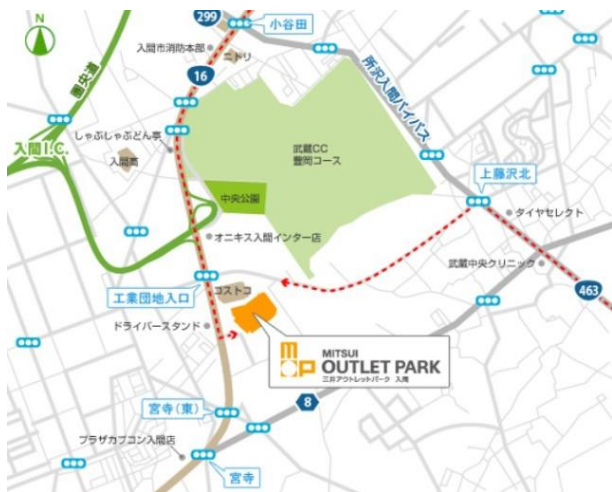 N
299
小谷田
入間市消防本部
ニトリ
圏央道
16
所沢入間バイパス
しゃぶしゃぶどん亭
入間I.C.
入間高
武蔵CC
豊岡コース
上藤沢北
中央公園
タイヤセレクト
オニキス入間インター店
武蔵中央クリニック
工業団地入口
コストコ
463
ドライバースタンド
MITSUI
OUTLET PARK
三井アウトレットパーク 入間
8
宮寺(東)
プラザカプコン入間店
宮寺